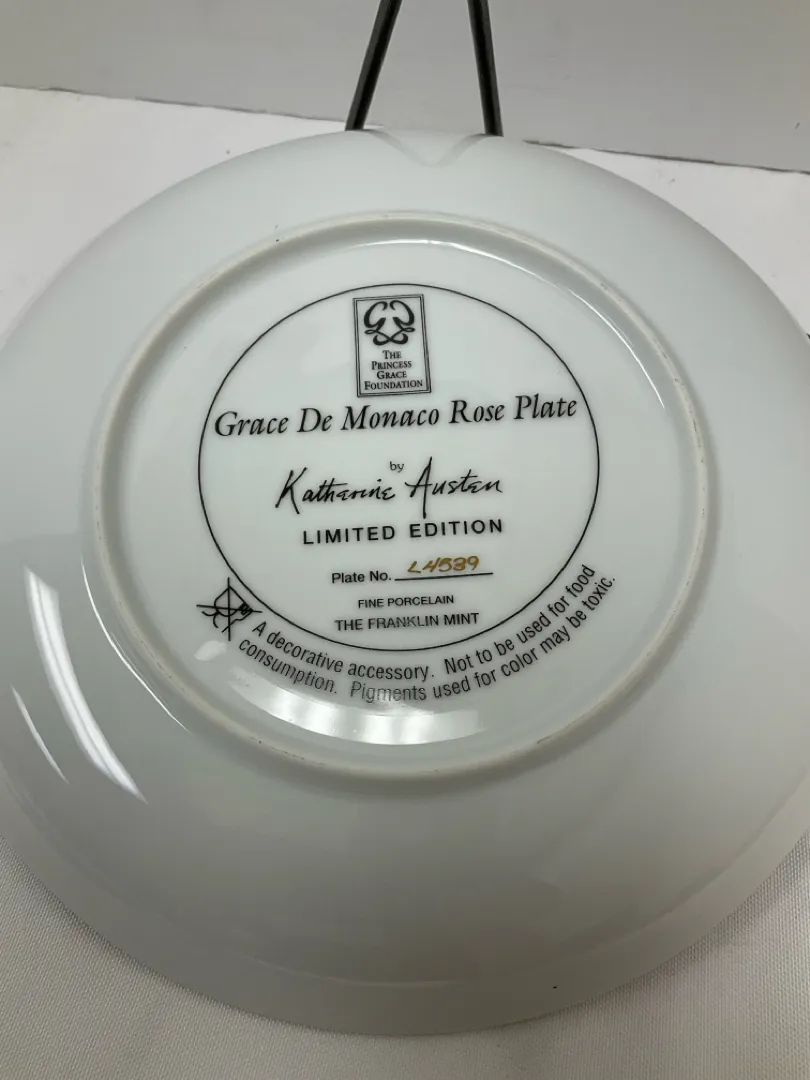 THE
PRINCESS
GRACE
FOUNDATION
Grace De Monaco Rose Plate
by
Katherine Austen
LIMITED EDITION
Plate No. L4539
FINE PORCELAIN
THE FRANKLIN MINT
A decorative accessory. Not to be used for food
consumption. Pigments used for color may be toxic.